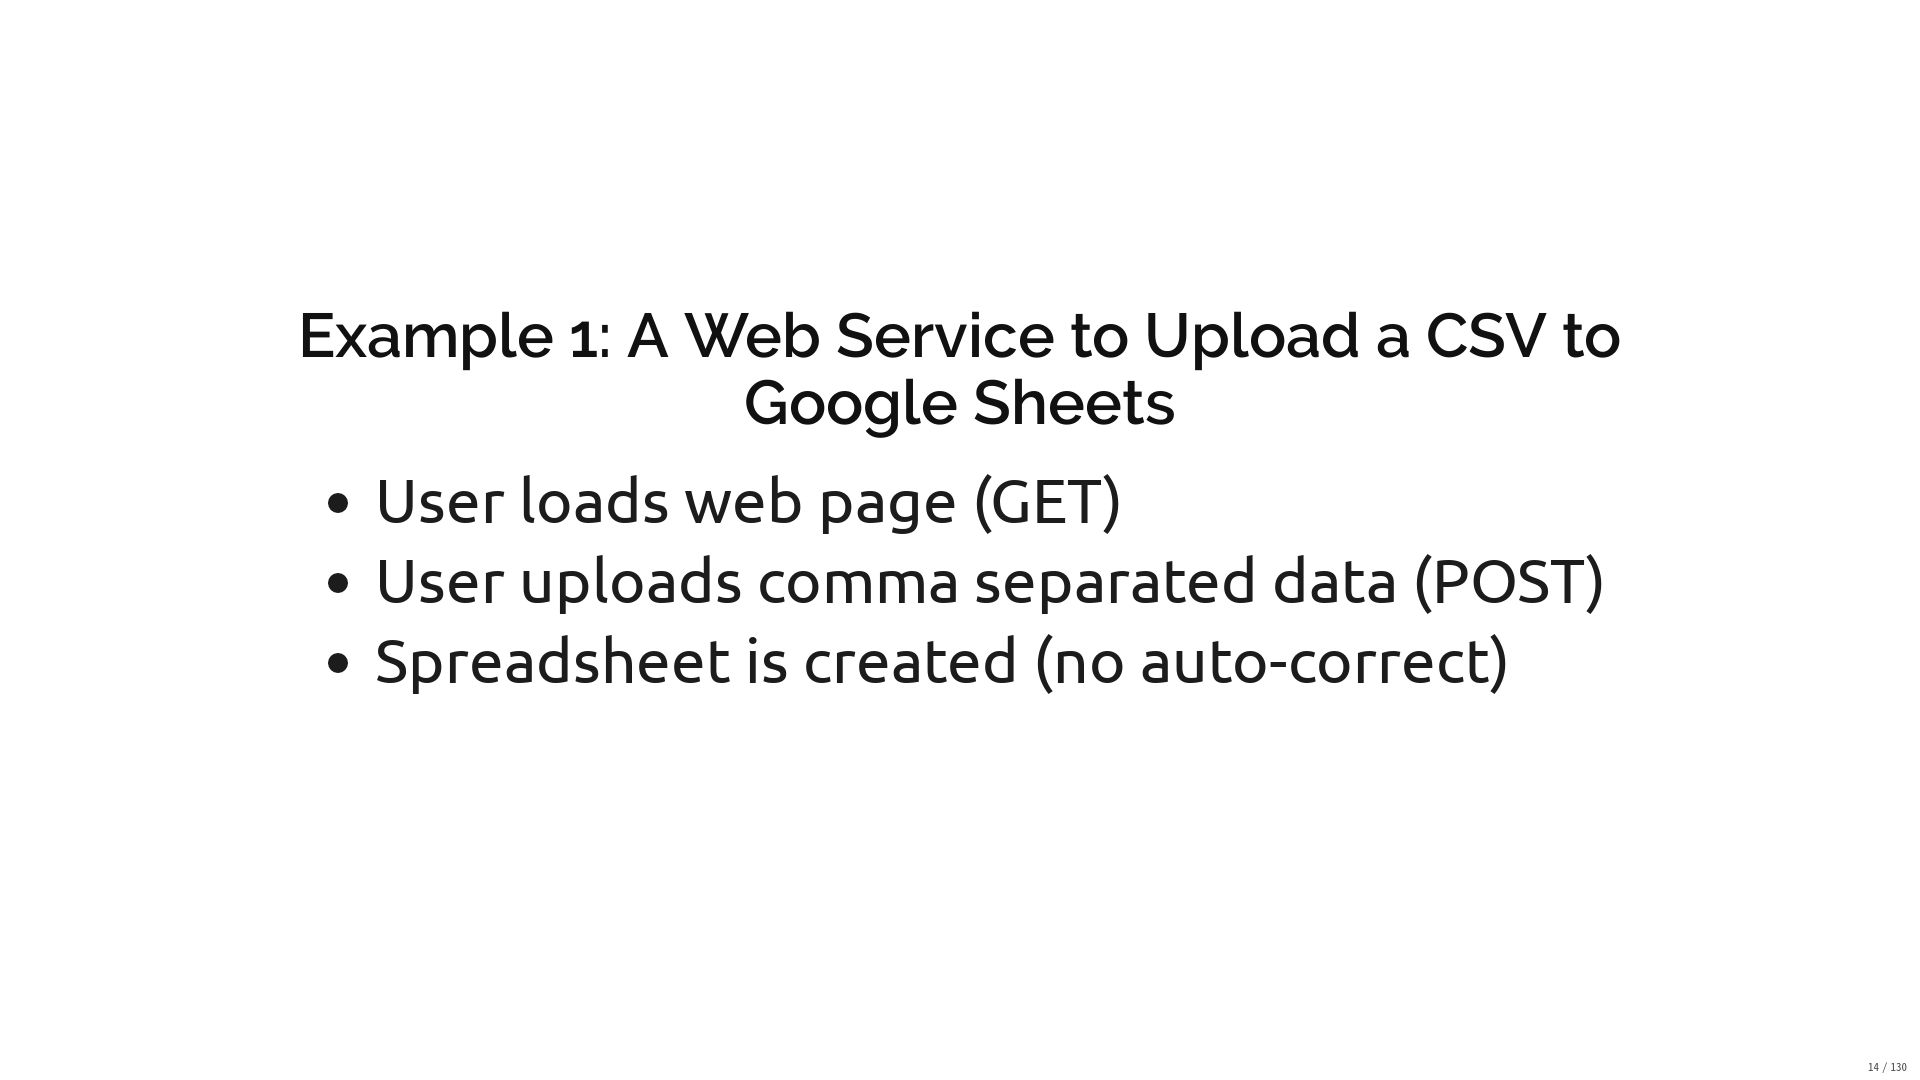 Example 1: A Web Service to Upload a CSV to
Google Sheets
• User loads web page (GET)
• User uploads comma separated data (POST)
• Spreadsheet is created (no auto-correct)
14 / 130